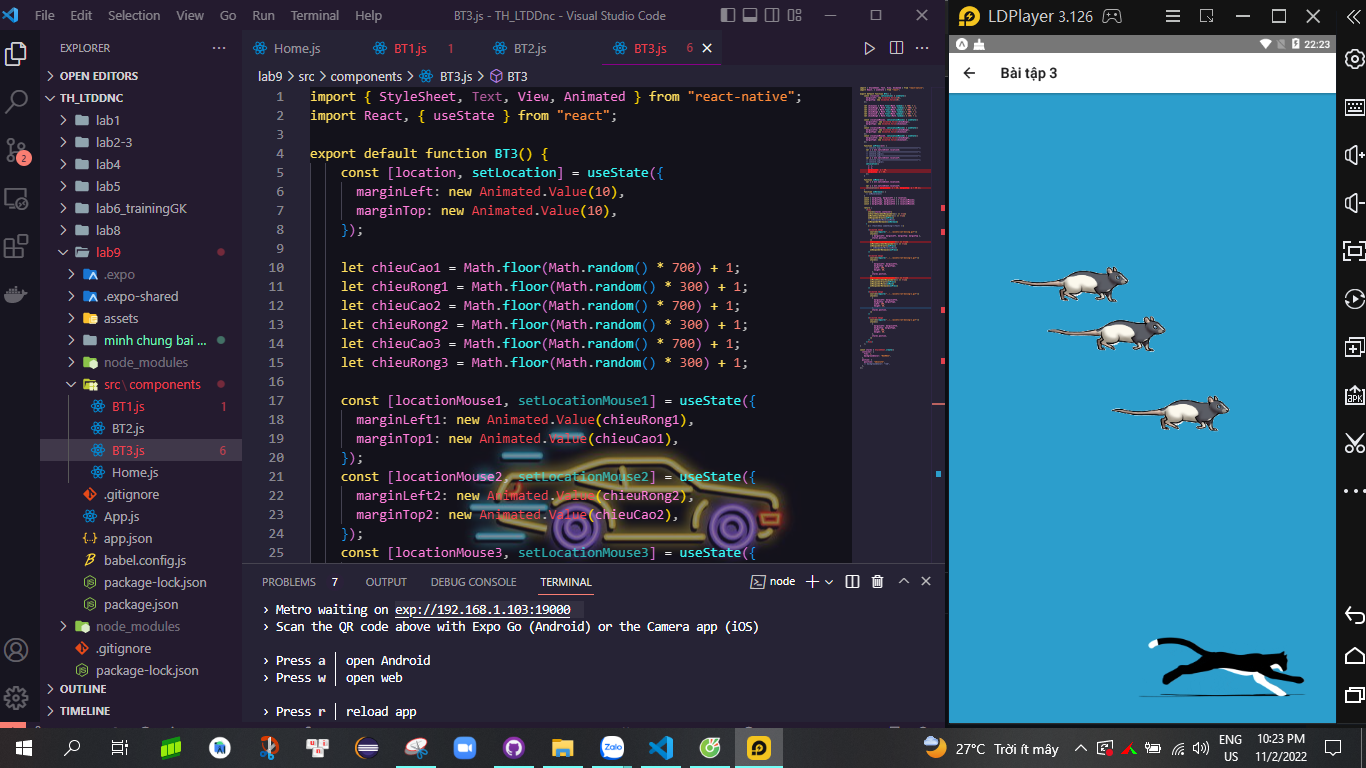 File Edit Selection View Go Run Terminal Help
BT3.js - TH_LTDDnc - Visual Studio Code
EXPLORER
OPEN EDITORS
TH_LTDDNC
lab1
lab2-3
lab4
lab5
lab6_trainingGK
lab8
lab9
.expo
.expo-shared
assets
minh chung bai ...
node_modules
src\components
BT1.js 1
BT2.js
BT3.js 6
Home.js
.gitignore
App.js
app.json
babel.config.js
package-lock.json
package.json
node_modules
.gitignore
package-lock.json
OUTLINE
TIMELINE
2
Home.js BT1.js 1 BT2.js BT3.js 6
lab9 > src > components > BT3.js > BT3
1 import { StyleSheet, Text, View, Animated } from "react-native";
2 import React, { useState } from "react";
3
4 export default function BT3() {
5 const [location, setLocation] = useState({
6 marginLeft: new Animated.Value(10),
7 marginTop: new Animated.Value(10),
8 });
9
10 let chieuCao1 = Math.floor(Math.random() * 700) + 1;
11 let chieuRong1 = Math.floor(Math.random() * 300) + 1;
12 let chieuCao2 = Math.floor(Math.random() * 700) + 1;
13 let chieuRong2 = Math.floor(Math.random() * 300) + 1;
14 let chieuCao3 = Math.floor(Math.random() * 700) + 1;
15 let chieuRong3 = Math.floor(Math.random() * 300) + 1;
16
17 const [locationMouse1, setLocationMouse1] = useState({
18 marginLeft1: new Animated.Value(chieuRong1),
19 marginTop1: new Animated.Value(chieuCao1),
20 });
21 const [locationMouse2, setLocationMouse2] = useState({
22 marginLeft2: new Animated.Value(chieuRong2),
23 marginTop2: new Animated.Value(chieuCao2),
24 });
25 const [locationMouse3, setLocationMouse3] = useState({
PROBLEMS 7 OUTPUT DEBUG CONSOLE TERMINAL
node
› Metro waiting on exp://192.168.1.103:19000
› Scan the QR code above with Expo Go (Android) or the Camera app (iOS)
› Press a │ open Android
› Press w │ open web
› Press r │ reload app
LDPlayer 3.126
22:23
Bài tập 3
APK
Zalo
27°C Trời ít mây
ENG
US
10:23 PM
11/2/2022